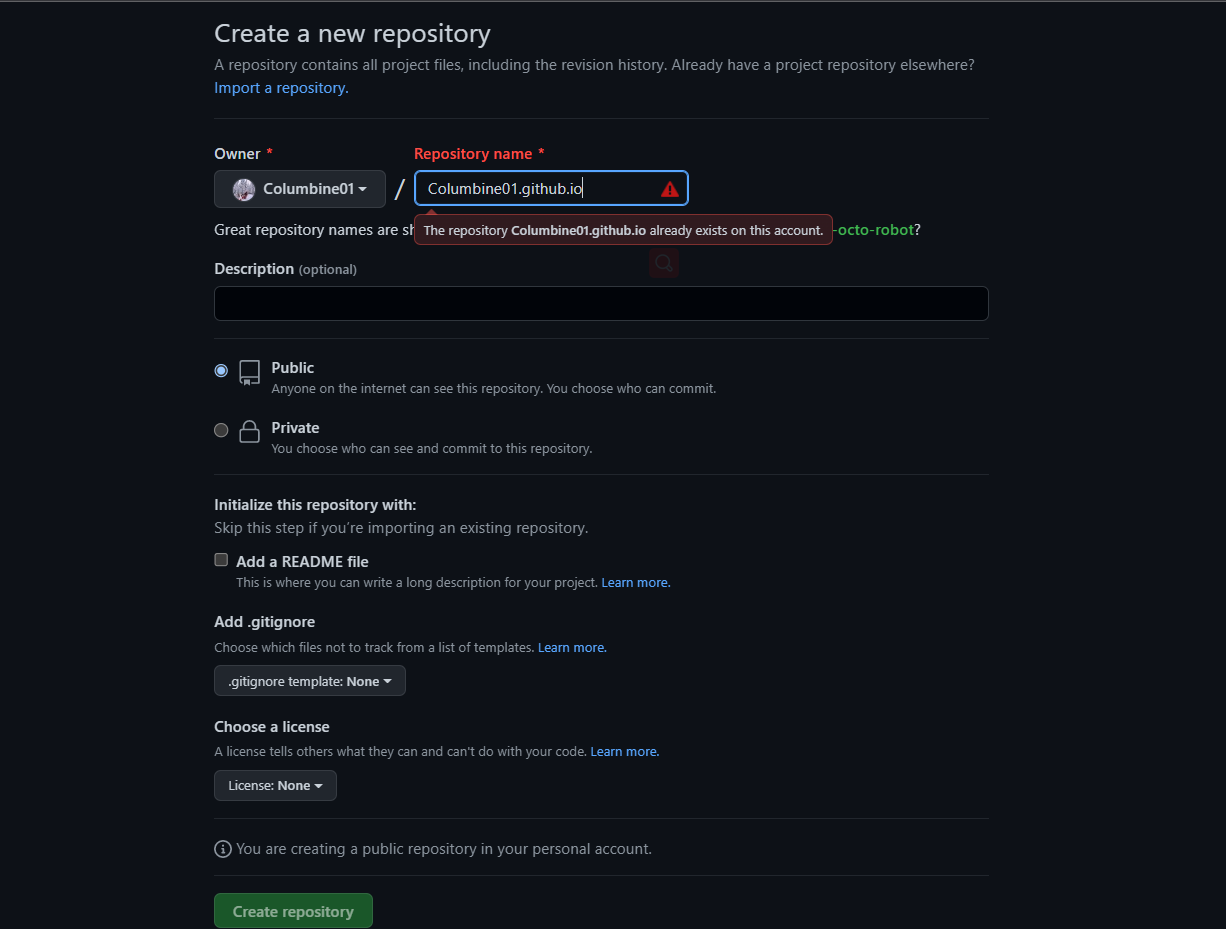 Create a new repository
A repository contains all project files, including the revision history. Already have a project repository elsewhere?
Import a repository.
Owner *
Repository name *
Columbine01
/
Columbine01.github.io
Great repository names are sh
The repository Columbine01.github.io already exists on this account.
-octo-robot?
Description (optional)
Public
Anyone on the internet can see this repository. You choose who can commit.
Private
You choose who can see and commit to this repository.
Initialize this repository with:
Skip this step if you’re importing an existing repository.
Add a README file
This is where you can write a long description for your project. Learn more.
Add .gitignore
Choose which files not to track from a list of templates. Learn more.
.gitignore template: None
Choose a license
A license tells others what they can and can't do with your code. Learn more.
License: None
You are creating a public repository in your personal account.
Create repository